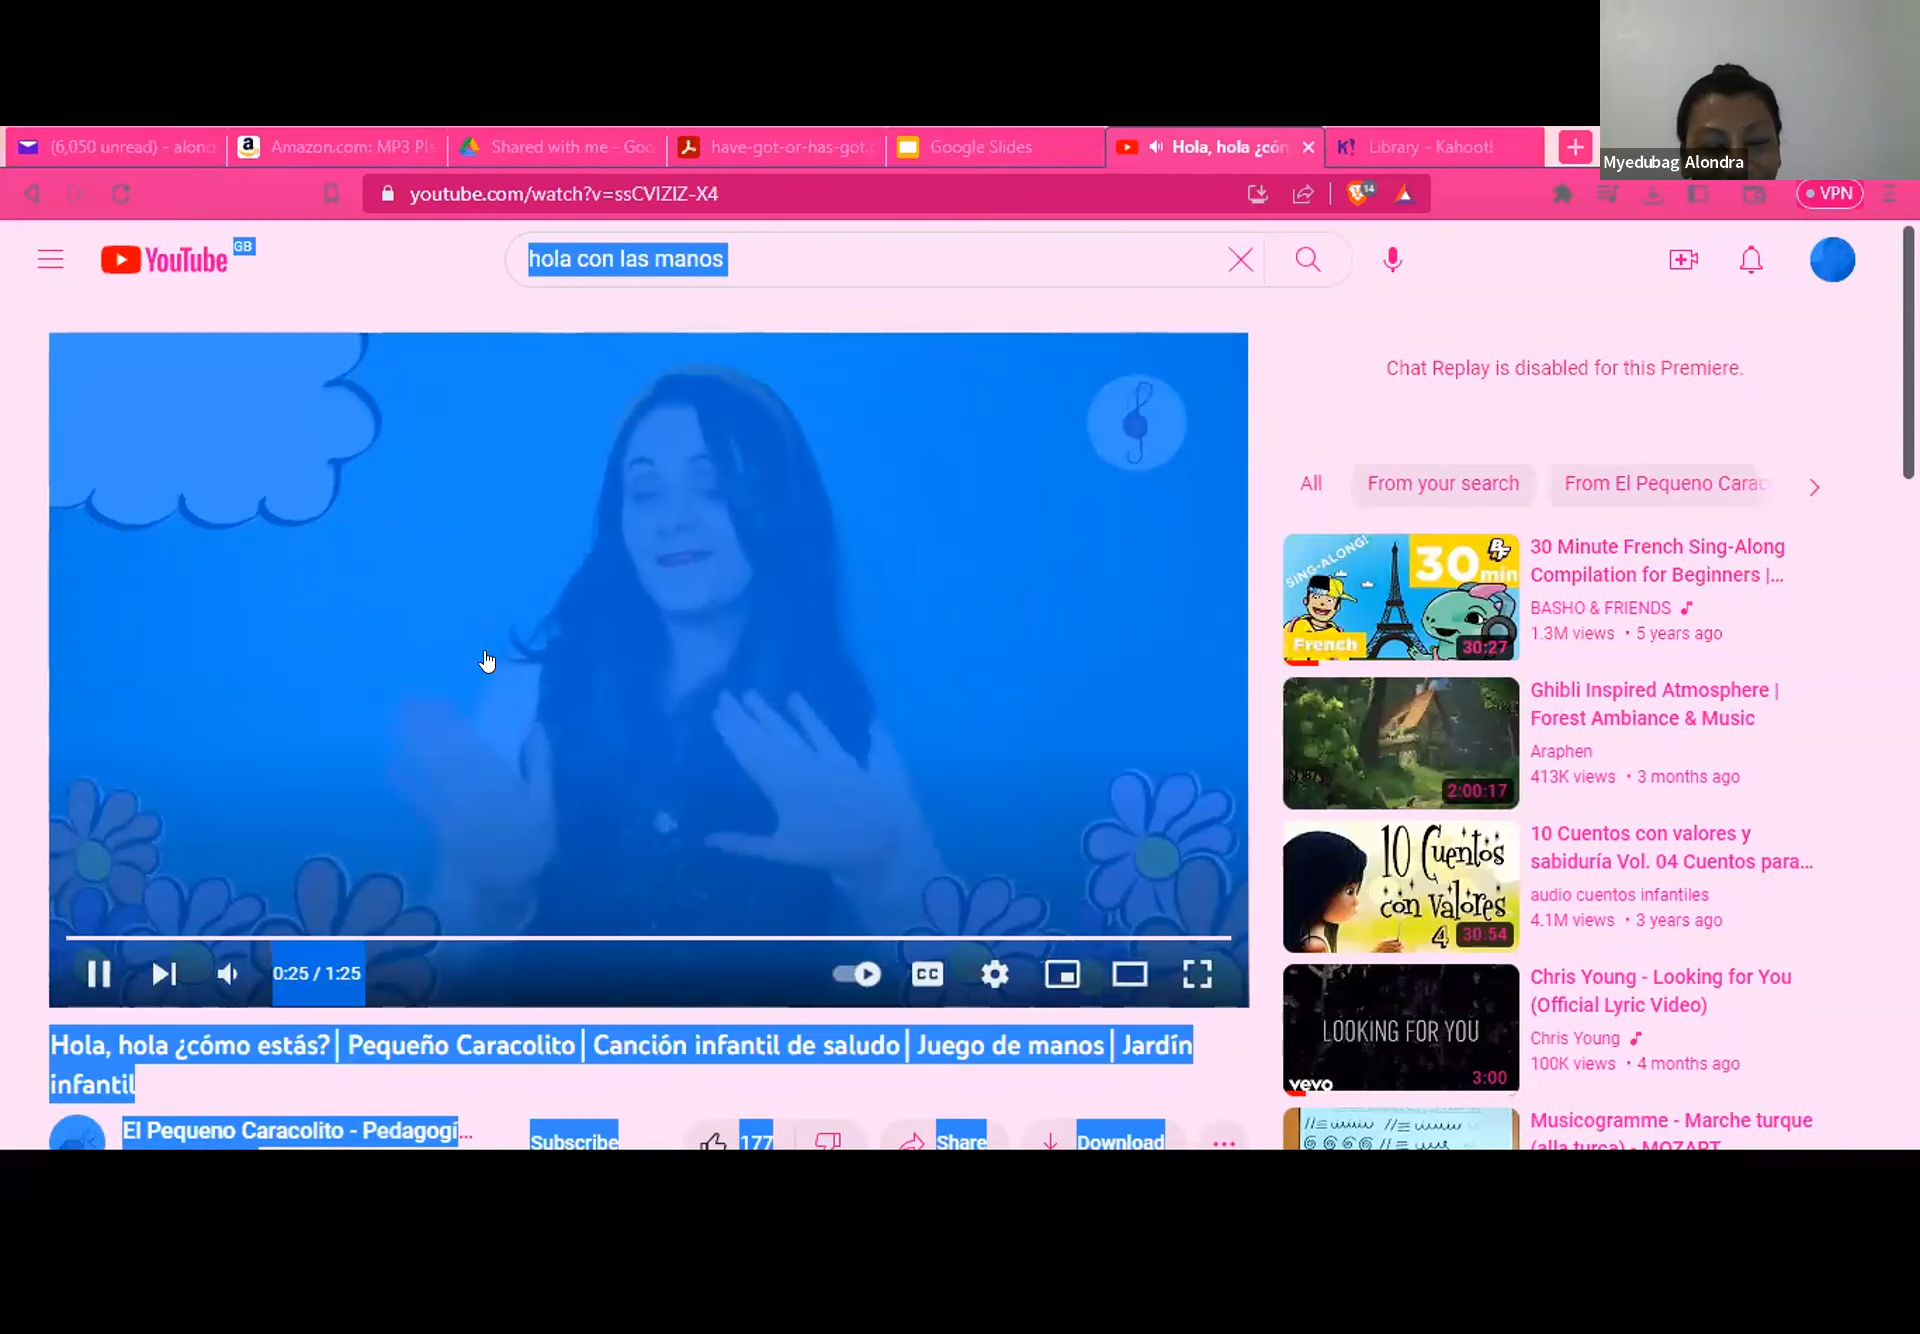 (6,050 unread) - alond
Amazon.com: MP3 Pl
Shared with me - Goo
have-got-or-has-got.
Google Slides
Hola, hola ¿cón
K!
Library - Kahoot!
Myedubag Alondra
youtube.com/watch?v=ssCVIZIZ-X4
14
VPN
YouTube
GB
hola con las manos
Chat Replay is disabled for this Premiere.
All
From your search
From El Pequeno Carac
SING-ALONG!
BF
30 min
French
30:27
30 Minute French Sing-Along
Compilation for Beginners |...
BASHO & FRIENDS
1.3M views • 5 years ago
2:00:17
Ghibli Inspired Atmosphere |
Forest Ambiance & Music
Araphen
413K views • 3 months ago
10 Cuentos
con valores
4
30:54
10 Cuentos con valores y
sabiduría Vol. 04 Cuentos para...
audio cuentos infantiles
4.1M views • 3 years ago
LOOKING FOR YOU
vevo
3:00
Chris Young - Looking for You
(Official Lyric Video)
Chris Young
100K views • 4 months ago
Musicogramme - Marche turque
(alla turca) - MOZART
0:25 / 1:25
CC
Hola, hola ¿cómo estás?│Pequeño Caracolito│Canción infantil de saludo│Juego de manos│Jardín
infantil
El Pequeno Caracolito - Pedagogí...
Subscribe
177
Share
Download